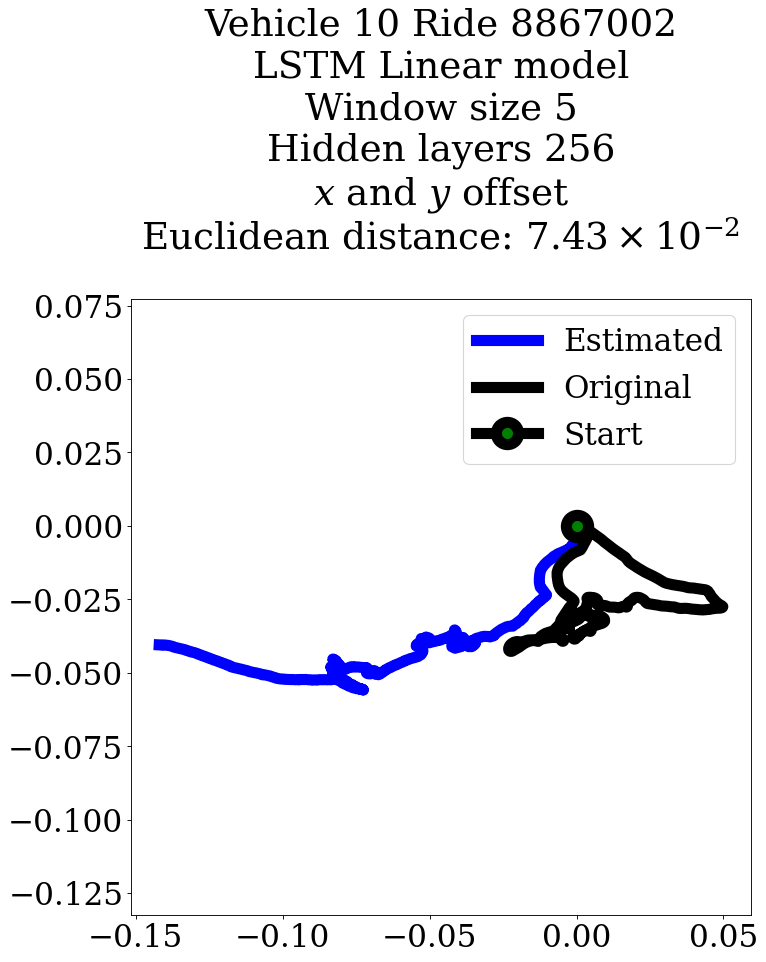 Vehicle 10 Ride 8867002
LSTM Linear model
Window size 5
Hidden layers 256
x and y offset
Euclidean distance: 7.43 × 10⁻²
0.075
0.050
0.025
0.000
−0.025
−0.050
−0.075
−0.100
−0.125
Estimated
Original
Start
−0.15 −0.10 −0.05 0.00 0.05